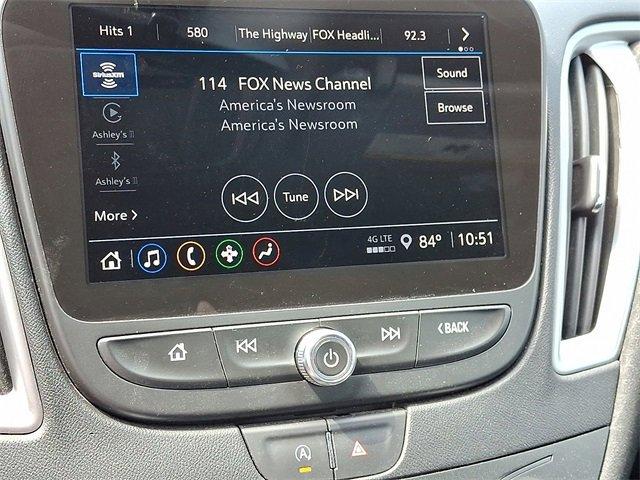 Hits 1 580 The Highway FOX Headli... 92.3
SiriusXM
114 FOX News Channel
Sound
America's Newsroom
Browse
America's Newsroom
Ashley's
Ashley's
Tune
More
4G LTE 84° 10:51
BACK
A